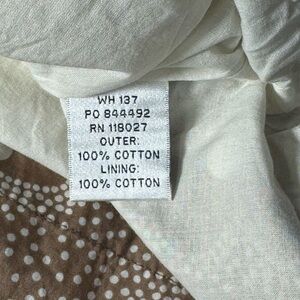 WH 137
PO 844492
RN 118027
OUTER:
100% COTTON
LINING:
100% COTTON